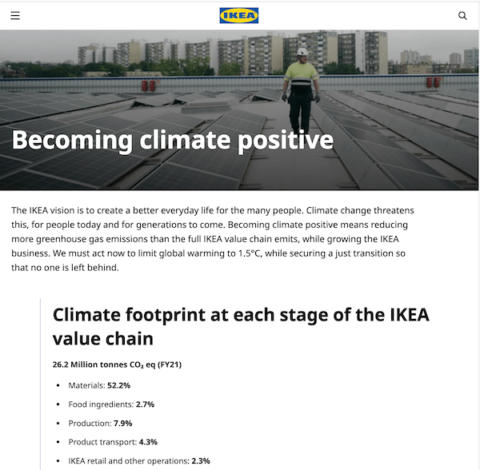 IKEA
Becoming climate positive
The IKEA vision is to create a better everyday life for the many people. Climate change threatens
this, for people today and for generations to come. Becoming climate positive means reducing
more greenhouse gas emissions than the full IKEA value chain emits, while growing the IKEA
business. We must act now to limit global warming to 1.5°C, while securing a just transition so
that no one is left behind.
Climate footprint at each stage of the IKEA
value chain
26.2 Million tonnes CO₂ eq (FY21)
• Materials: 52.2%
• Food ingredients: 2.7%
• Production: 7.9%
• Product transport: 4.3%
• IKEA retail and other operations: 2.3%